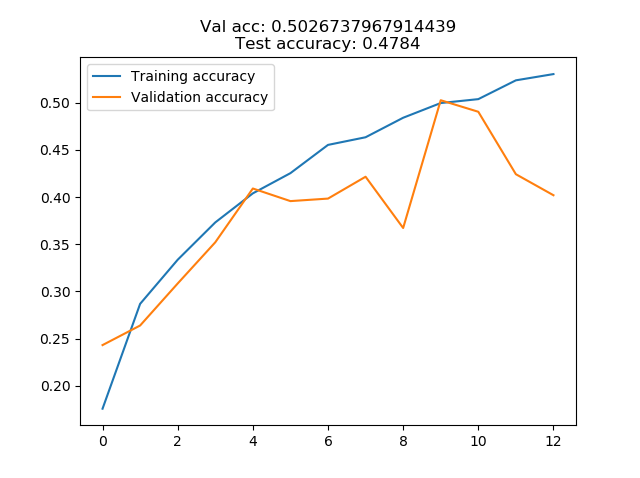 Val acc: 0.5026737967914439
Test accuracy: 0.4784
Training accuracy
Validation accuracy
0.50
0.45
0.40
0.35
0.30
0.25
0.20
0 2 4 6 8 10 12